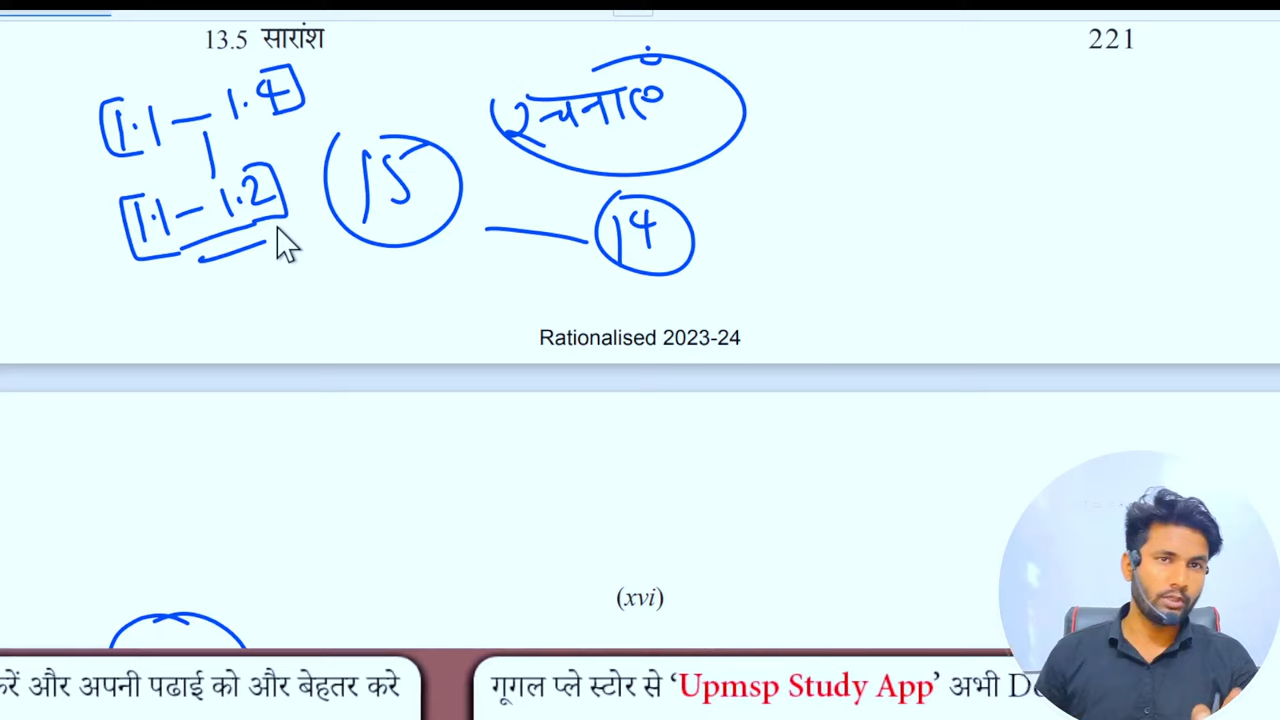 13.5 सारांश 221
1.1 — 1.4
रचनाएं
1.1 — 1.2
15
14
Rationalised 2023-24
(xvi)
करें और अपनी पढाई को और बेहतर करे
गूगल प्ले स्टोर से ‘Upmsp Study App’ अभी